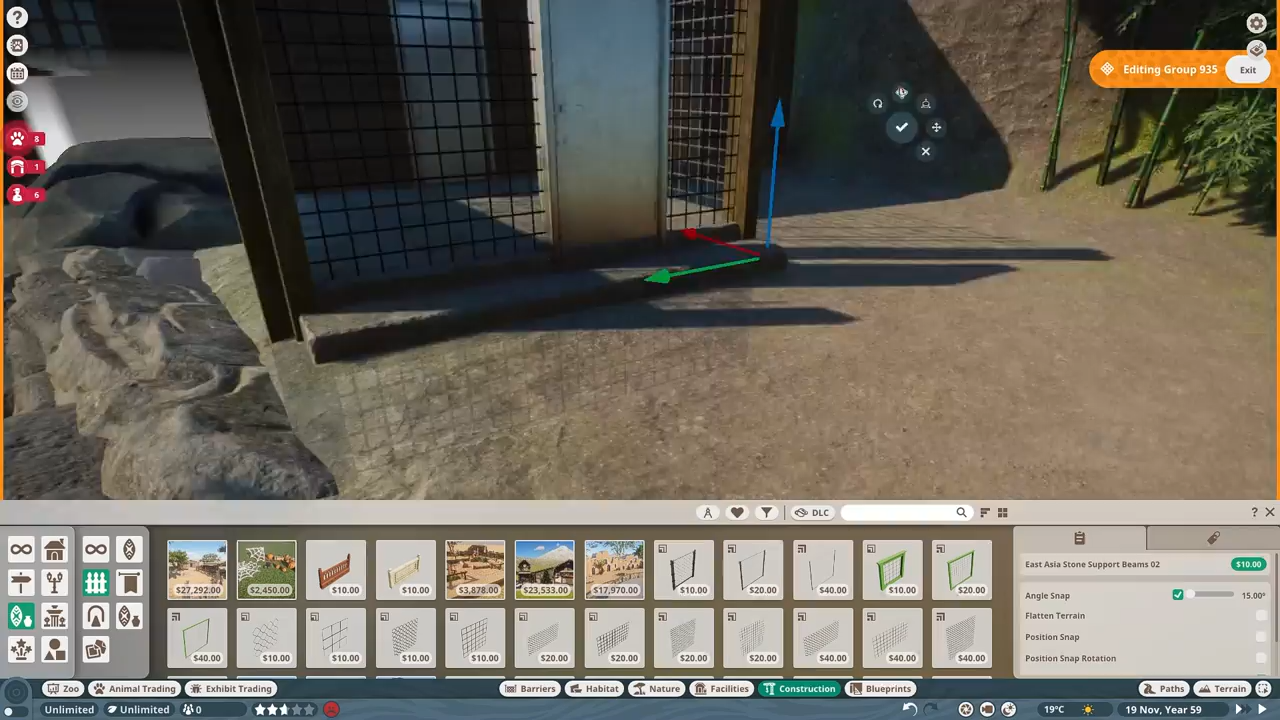 ?
Editing Group 935
Exit
8
1
6
DLC
? ×
$27,292.00
$2,450.00
$10.00
$10.00
$3,878.00
$23,533.00
$17,970.00
$10.00
$20.00
$40.00
$10.00
$20.00
$40.00
$10.00
$10.00
$10.00
$10.00
$20.00
$20.00
$20.00
$20.00
$40.00
$40.00
$40.00
East Asia Stone Support Beams 02 $10.00
Angle Snap 15.00°
Flatten Terrain
Position Snap
Position Snap Rotation
Zoo Animal Trading Exhibit Trading Barriers Habitat Nature Facilities Construction Blueprints Paths Terrain
Unlimited Unlimited 0 19°C 19 Nov, Year 59